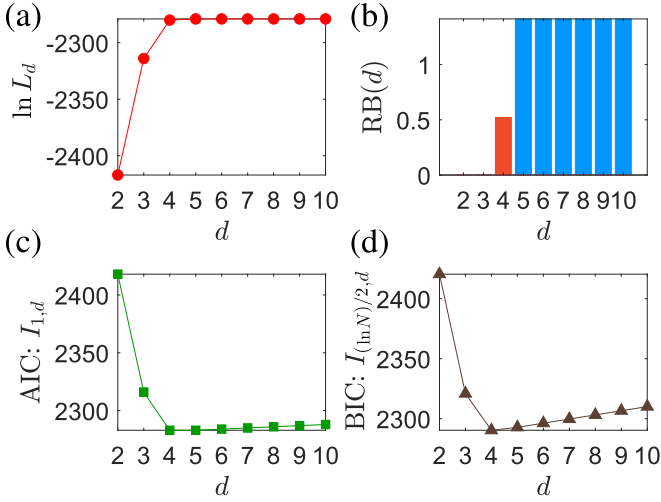 (a)
ln L_d
-2300
-2350
-2400
2 3 4 5 6 7 8 9 10
d
(b)
RB(d)
1
0.5
0
2 3 4 5 6 7 8 9 10
d
(c)
AIC: I_{1,d}
2400
2350
2300
2 3 4 5 6 7 8 9 10
d
(d)
BIC: I_{(lnN)/2,d}
2400
2350
2300
2 3 4 5 6 7 8 9 10
d